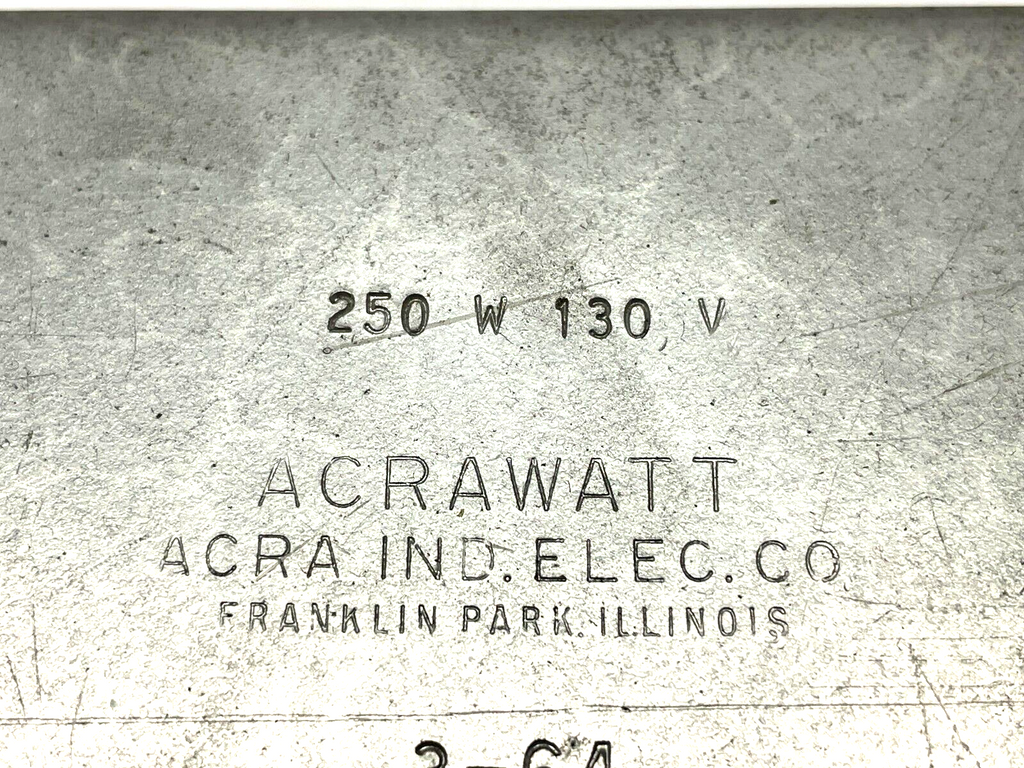 250 W 130 V
ACRAWATT
ACRA IND. ELEC. CO
FRANKLIN PARK. ILLINOIS